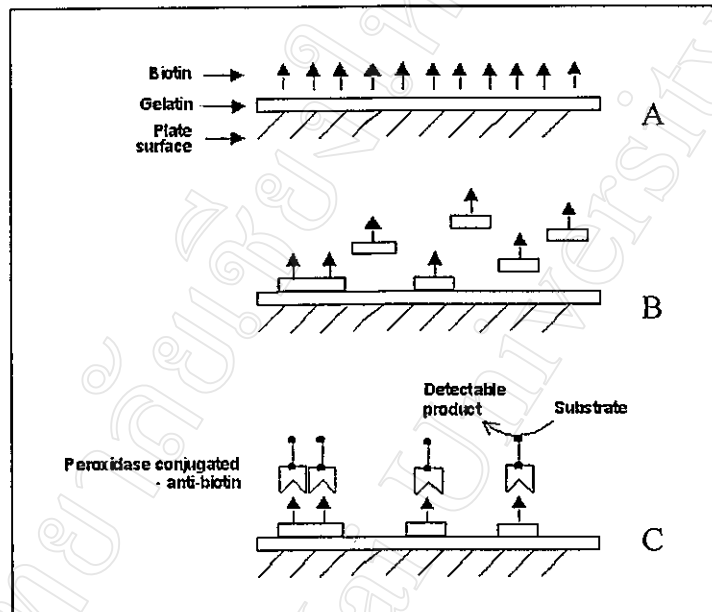 Biotin
Gelatin
Plate
surface
A
B
Detectable
product
Substrate
Peroxidase conjugated
- anti-biotin
C